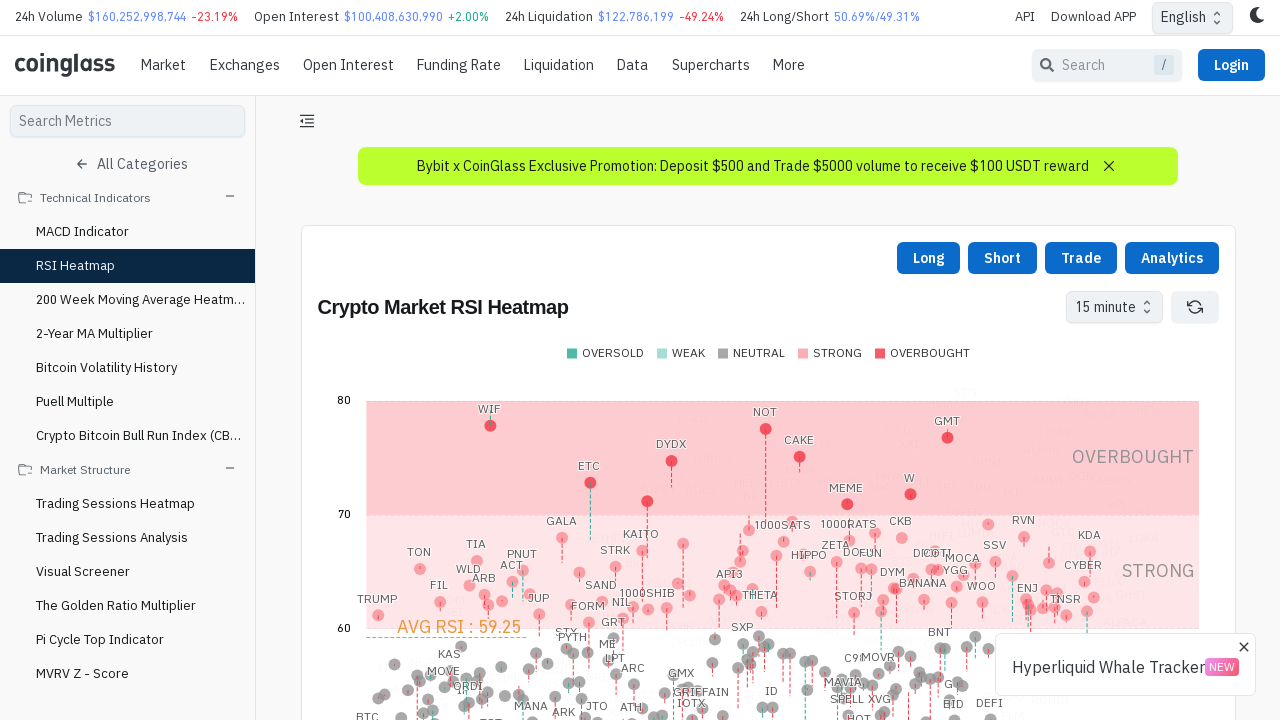 24h Volume $160,252,998,744 -23.19% Open Interest $100,408,630,990 +2.00% 24h Liquidation $122,786,199 -49.24% 24h Long/Short 50.69%/49.31% API Download APP English
coinglass Market Exchanges Open Interest Funding Rate Liquidation Data Supercharts More Search / Login
Search Metrics
All Categories
Technical Indicators
MACD Indicator
RSI Heatmap
200 Week Moving Average Heatm...
2-Year MA Multiplier
Bitcoin Volatility History
Puell Multiple
Crypto Bitcoin Bull Run Index (CB...
Market Structure
Trading Sessions Heatmap
Trading Sessions Analysis
Visual Screener
The Golden Ratio Multiplier
Pi Cycle Top Indicator
MVRV Z - Score
Bybit x CoinGlass Exclusive Promotion: Deposit $500 and Trade $5000 volume to receive $100 USDT reward
Long Short Trade Analytics
Crypto Market RSI Heatmap 15 minute
OVERSOLD WEAK NEUTRAL STRONG OVERBOUGHT
80
WIF NOT GMT
DYDX CAKE
OVERBOUGHT
ETC W
MEME
70
GALA 1000SATS 1000RATS CKB RVN
KAITO KDA
TON TIA PNUT STRK HIPPO ZETA FUN SSV
WLD ACT MOCA CYBER
STRONG
FIL ARB SAND API3 DYM YGG
BANANA WOO ENJ
TRUMP JUP FORM NIL 1000SHIB THETA STORJ
60
AVG RSI : 59.25 GRT SXP BNT
PYTH ME
KAS LPT MOVR
MOVE ARC GMX
ORDI MAVIA
MANA ARK JTO ATH IOTX ID SPELL XVG BID DEFI
BTC HOT
Hyperliquid Whale Tracker NEW